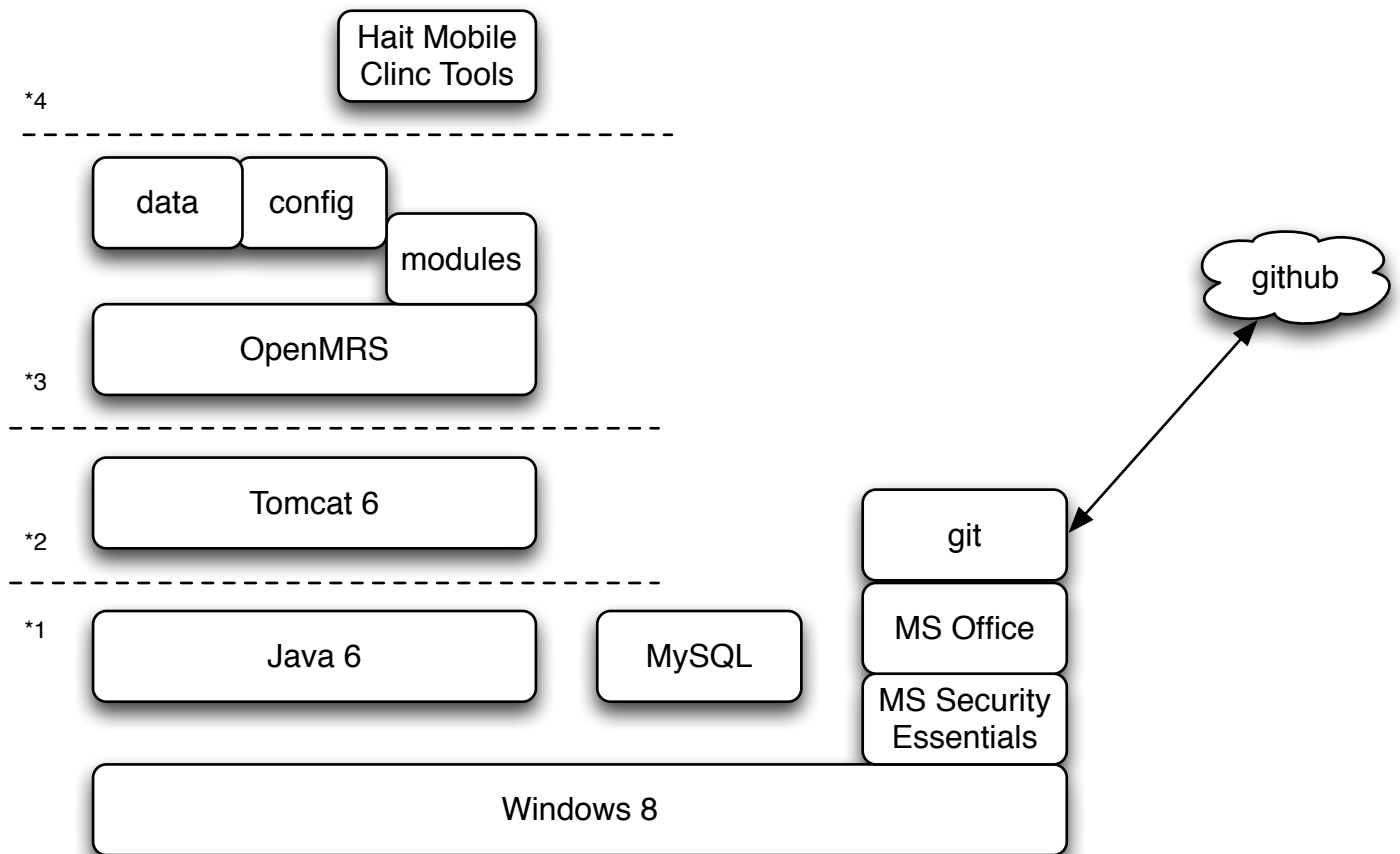 Hait Mobile
Clinc Tools
*4
data
config
modules
github
OpenMRS
*3
Tomcat 6
git
*2
*1
MS Office
Java 6
MySQL
MS Security
Essentials
Windows 8